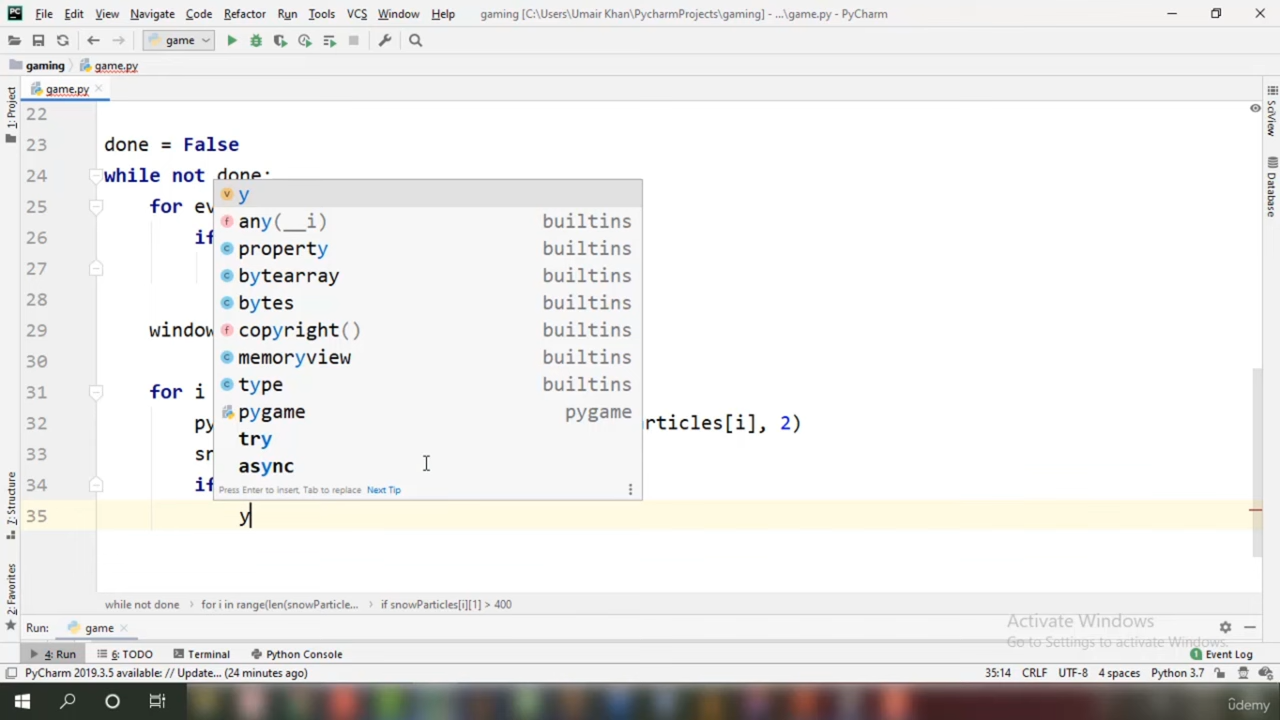 File Edit View Navigate Code Refactor Run Tools VCS Window Help gaming [C:\Users\Umair Khan\PycharmProjects\gaming] - ...\game.py - PyCharm
game
gaming game.py
game.py
1: Project
SciView
Database
22
23 done = False
24 while not done:
25 for ev
26 if
27
28
29 window
30
31 for i
32 py rticles[i], 2)
33 sn
34 if
35 y
y
any(__i) builtins
property builtins
bytearray builtins
bytes builtins
copyright() builtins
memoryview builtins
type builtins
pygame pygame
try
async
Press Enter to insert, Tab to replace Next Tip
Z: Structure
2: Favorites
while not done for i in range(len(snowParticle... if snowParticles[i][1] > 400
Run: game
Activate Windows
Go to Settings to activate Windows.
4: Run 6: TODO Terminal Python Console 1 Event Log
PyCharm 2019.3.5 available: // Update... (24 minutes ago) 35:14 CRLF UTF-8 4 spaces Python 3.7
ûdemy